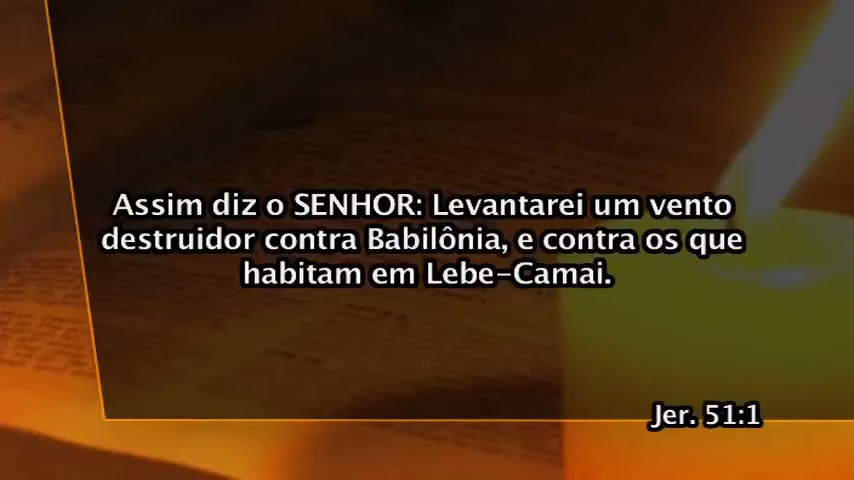 Assim diz o SENHOR: Levantarei um vento
destruidor contra Babilônia, e contra os que
habitam em Lebe-Camai.
Jer. 51:1